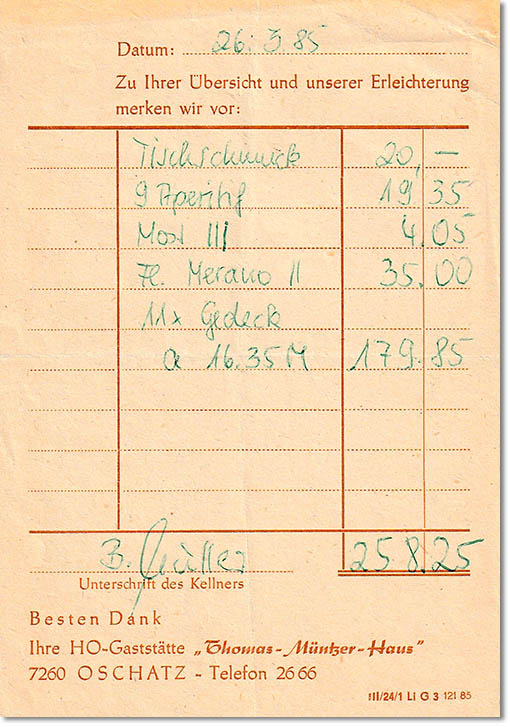 Datum: 26.3.85
Zu Ihrer Übersicht und unserer Erleichterung
merken wir vor:
Tischschmuck 20,—
9 Aperitif 19,35
Most III 4.05
Fl. Merano II 35.00
11x Gedeck
a 16.35M 179.85
B. Müller 258.25
Unterschrift des Kellners
Besten Dank
Ihre HO-Gaststätte „Thomas-Müntzer-Haus"
7260 OSCHATZ - Telefon 26 66
III/24/1 Li G 3 121 85